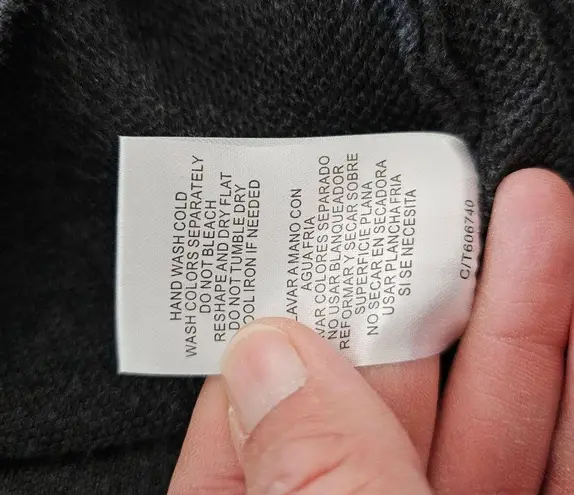 HAND WASH COLD
WASH COLORS SEPARATELY
DO NOT BLEACH
RESHAPE AND DRY FLAT
DO NOT TUMBLE DRY
OOL IRON IF NEEDED
LAVAR A MANO CON
AGUA FRIA
VAR COLORES SEPARADO
NO USAR BLANQUEADOR
REFORMAR Y SECAR SOBRE
SUPERFICIE PLANA
NO SECAR EN SECADORA
USAR PLANCHA FRIA
SI SE NECESITA
C/T606740